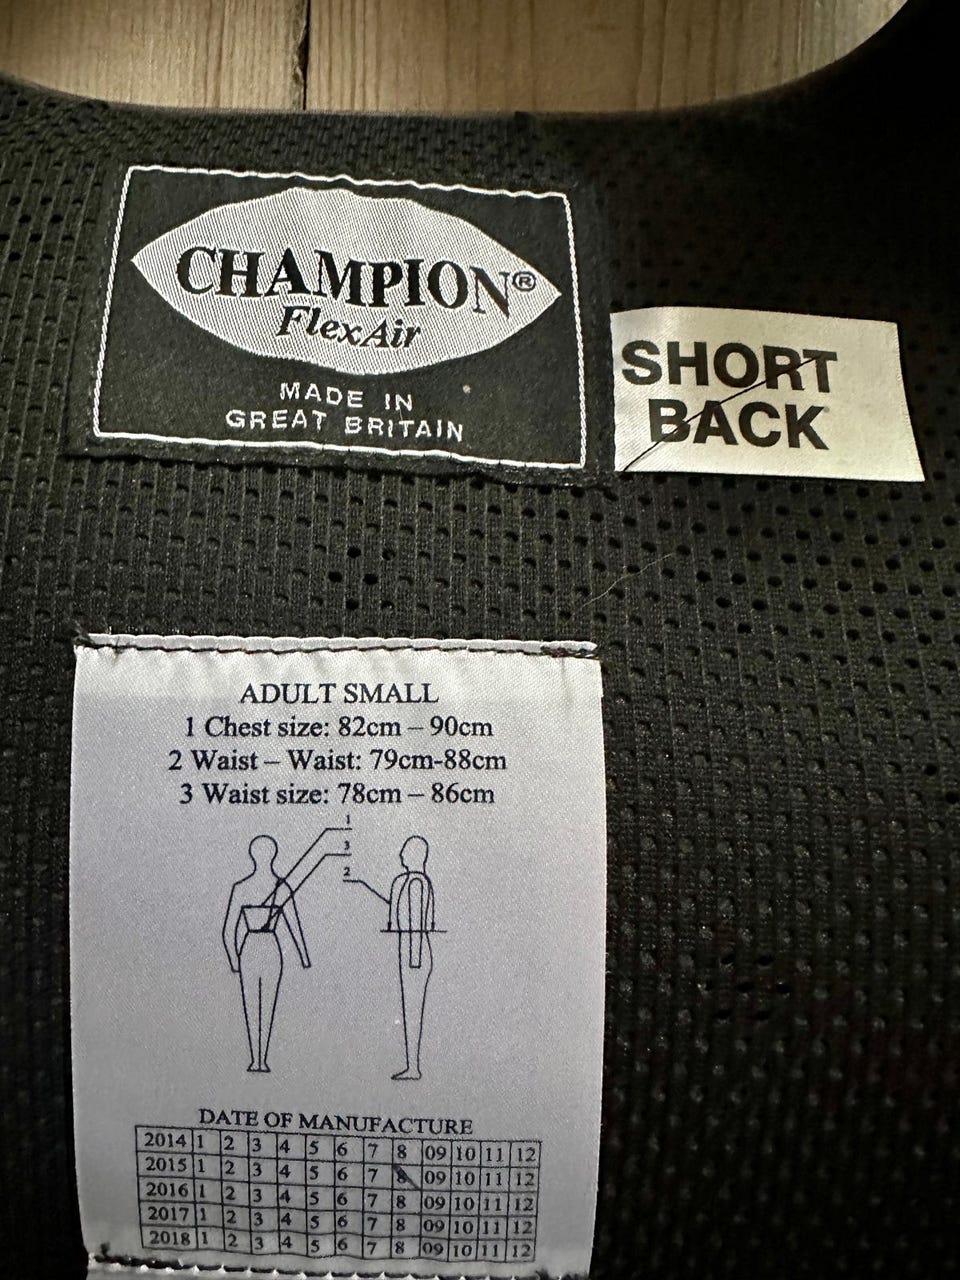 CHAMPION®
FlexAir
MADE IN
GREAT BRITAIN
SHORT
BACK
ADULT SMALL
1 Chest size: 82cm – 90cm
2 Waist – Waist: 79cm-88cm
3 Waist size: 78cm – 86cm
1
3
2
DATE OF MANUFACTURE
2014 1 2 3 4 5 6 7 8 09 10 11 12
2015 1 2 3 4 5 6 7 8 09 10 11 12
2016 1 2 3 4 5 6 7 8 09 10 11 12
2017 1 2 3 4 5 6 7 8 09 10 11 12
2018 1 2 3 4 5 6 7 8 09 10 11 12